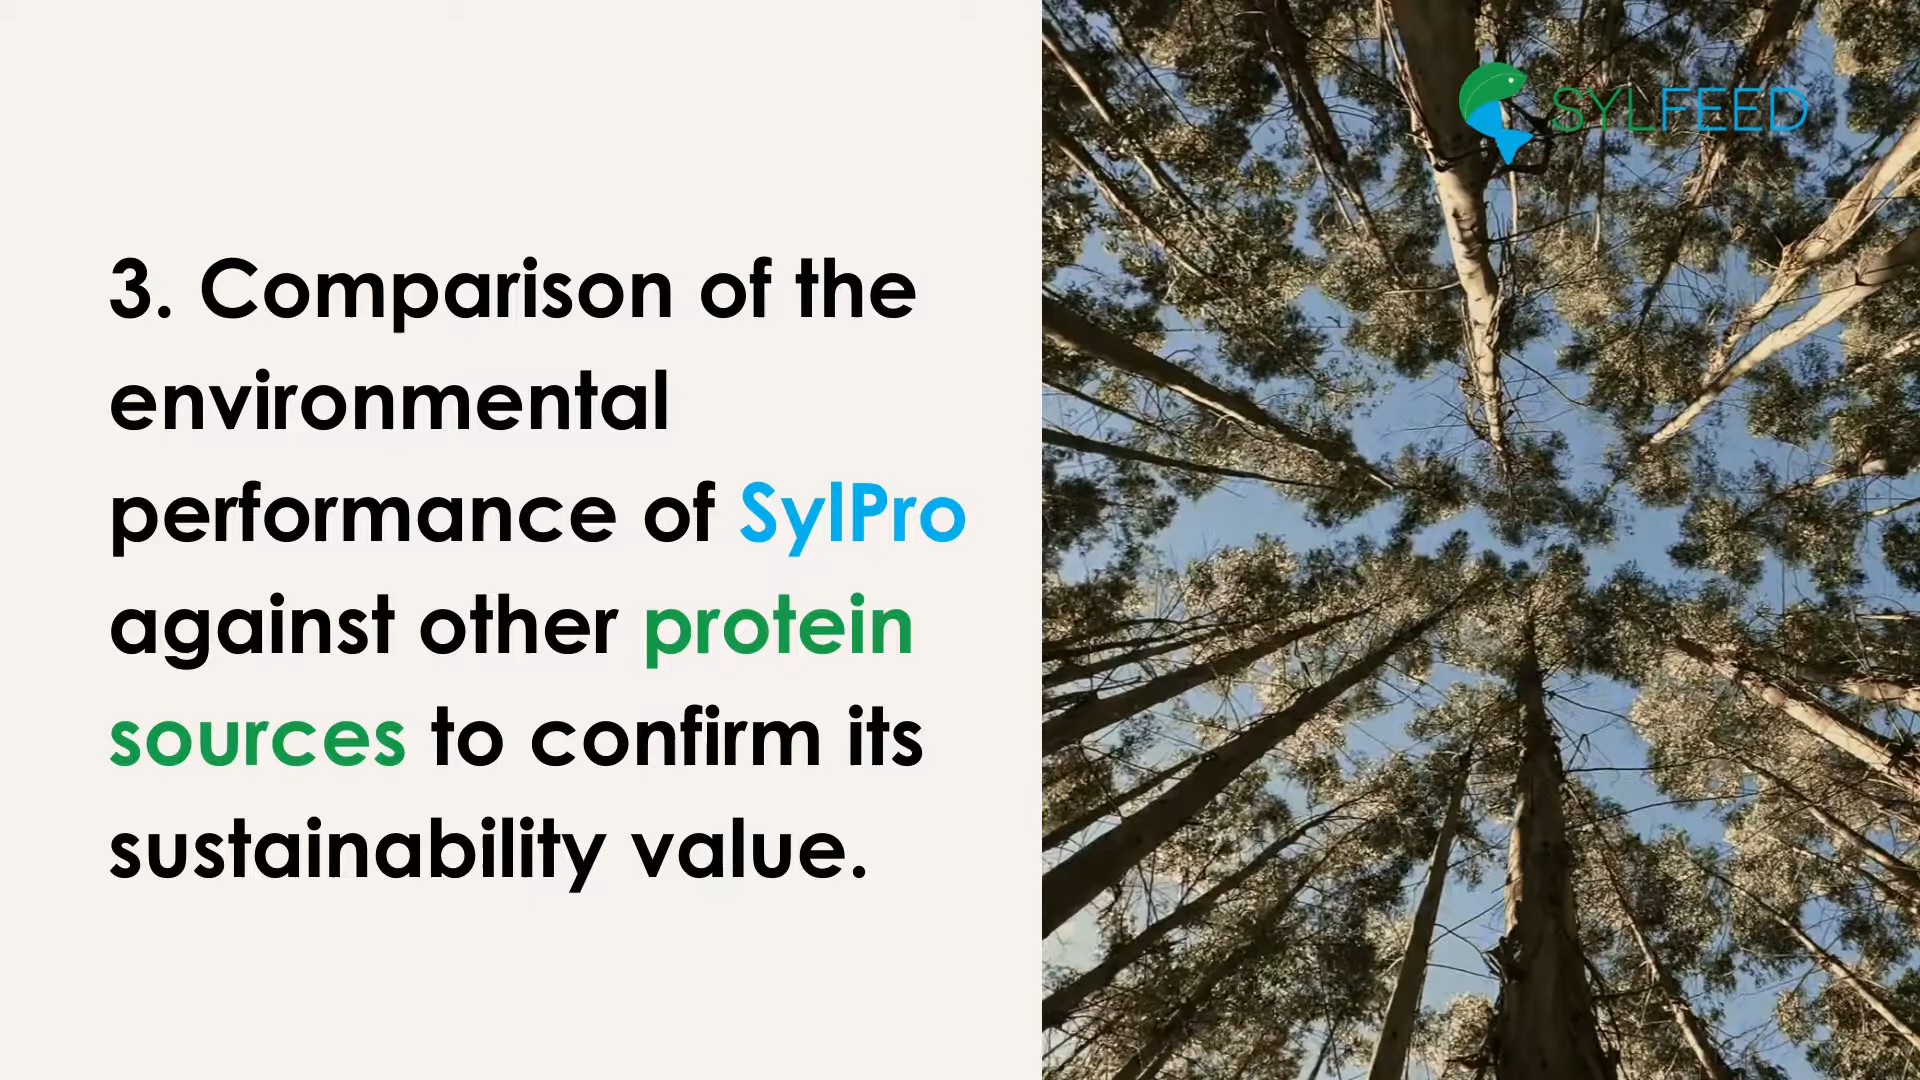 SYLFEED
3. Comparison of the
environmental
performance of SylPro
against other protein
sources to confirm its
sustainability value.